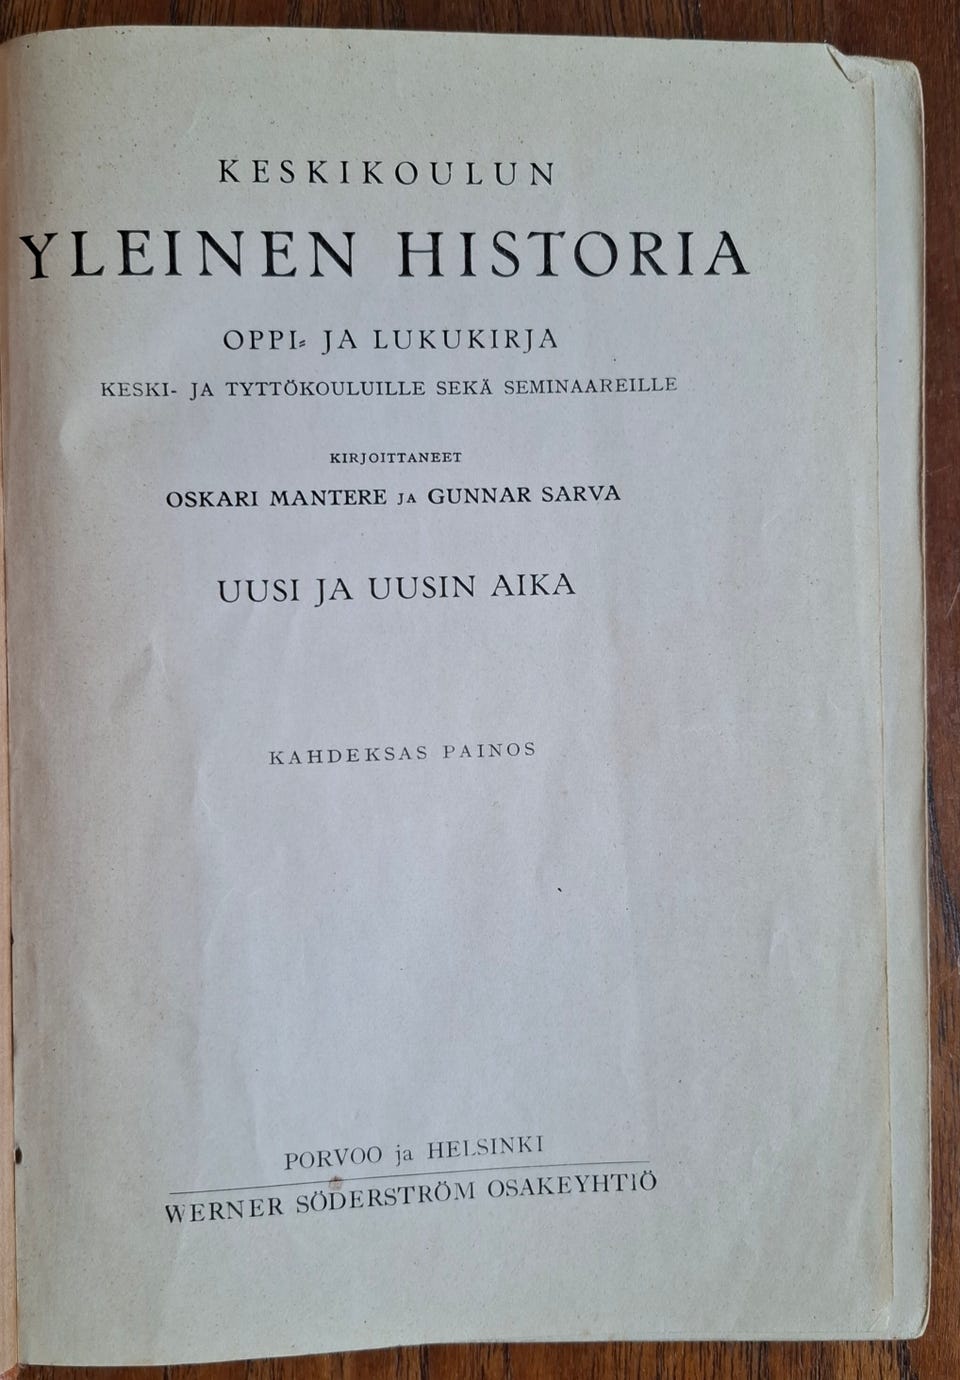 KESKIKOULUN
YLEINEN HISTORIA
OPPI- JA LUKUKIRJA
KESKI- JA TYTTÖKOULUILLE SEKÄ SEMINAAREILLE
KIRJOITTANEET
OSKARI MANTERE JA GUNNAR SARVA
UUSI JA UUSIN AIKA
KAHDEKSAS PAINOS
PORVOO ja HELSINKI
WERNER SÖDERSTRÖM OSAKEYHTIÖ